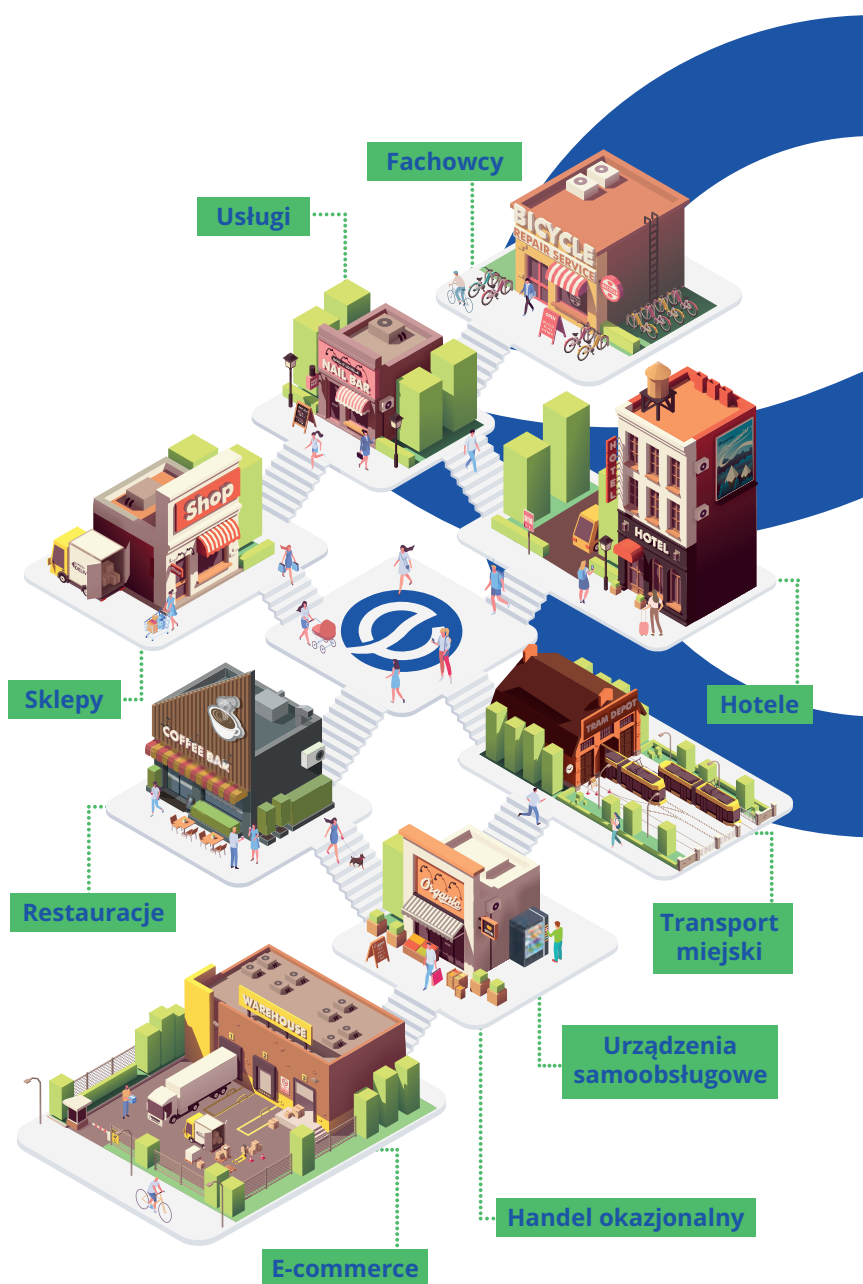 Fachowcy
Usługi
BICYCLE
REPAIR SERVICE
OPEN
NAIL BAR
Shop
HOTEL
HOTEL
Sklepy
Hotele
COFFEE BAR
TRAM DEPOT
Restauracje
Organic
Transport
miejski
WAREHOUSE
Urządzenia
samoobsługowe
Handel okazjonalny
E-commerce